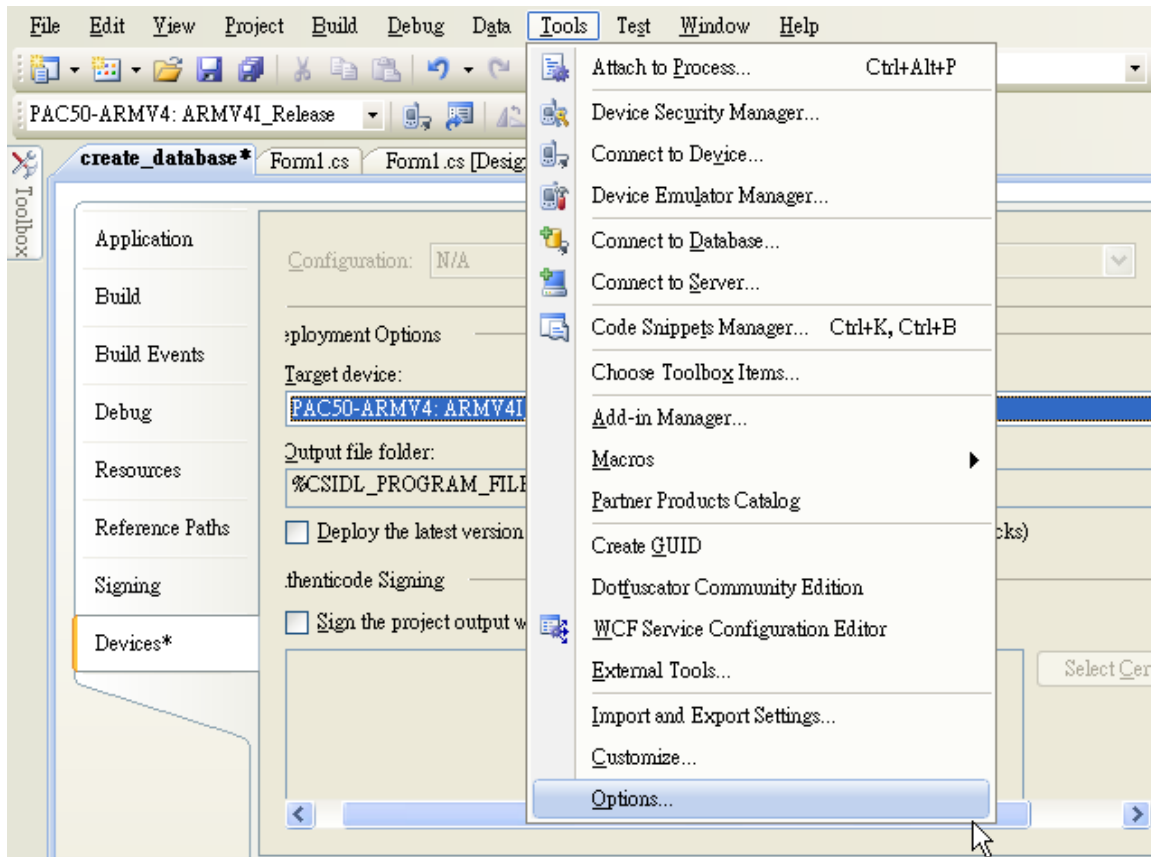 File Edit View Project Build Debug Data Tools Test Window Help
PAC50-ARMV4: ARMV4I_Release
Toolbox
create_database* Form1.cs Form1.cs [Desig
Application
Build
Build Events
Debug
Resources
Reference Paths
Signing
Devices*
Configuration: N/A
eployment Options
Target device:
PAC50-ARMV4: ARMV4I
Output file folder:
%CSIDL_PROGRAM_FILE
Deploy the latest version cks)
thenticode Signing
Sign the project output w
Select Cer
Attach to Process... Ctrl+Alt+P
Device Security Manager...
Connect to Device...
Device Emulator Manager...
Connect to Database...
Connect to Server...
Code Snippets Manager... Ctrl+K, Ctrl+B
Choose Toolbox Items...
Add-in Manager...
Macros
Partner Products Catalog
Create GUID
Dotfuscator Community Edition
WCF Service Configuration Editor
External Tools...
Import and Export Settings...
Customize...
Options...